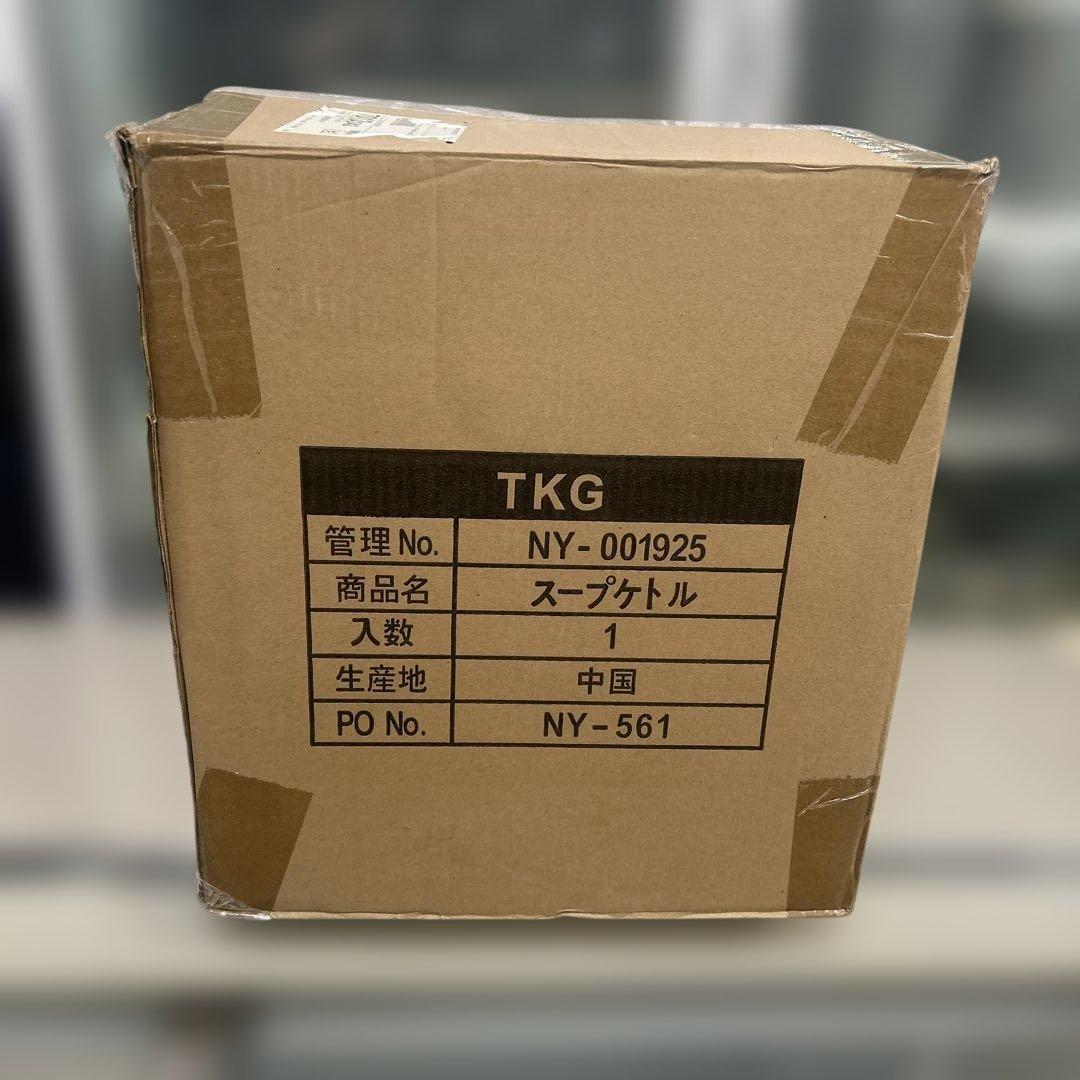 TKG
管理No. NY-001925
商品名 スープケトル
入数 1
生産地 中国
PO No. NY-561